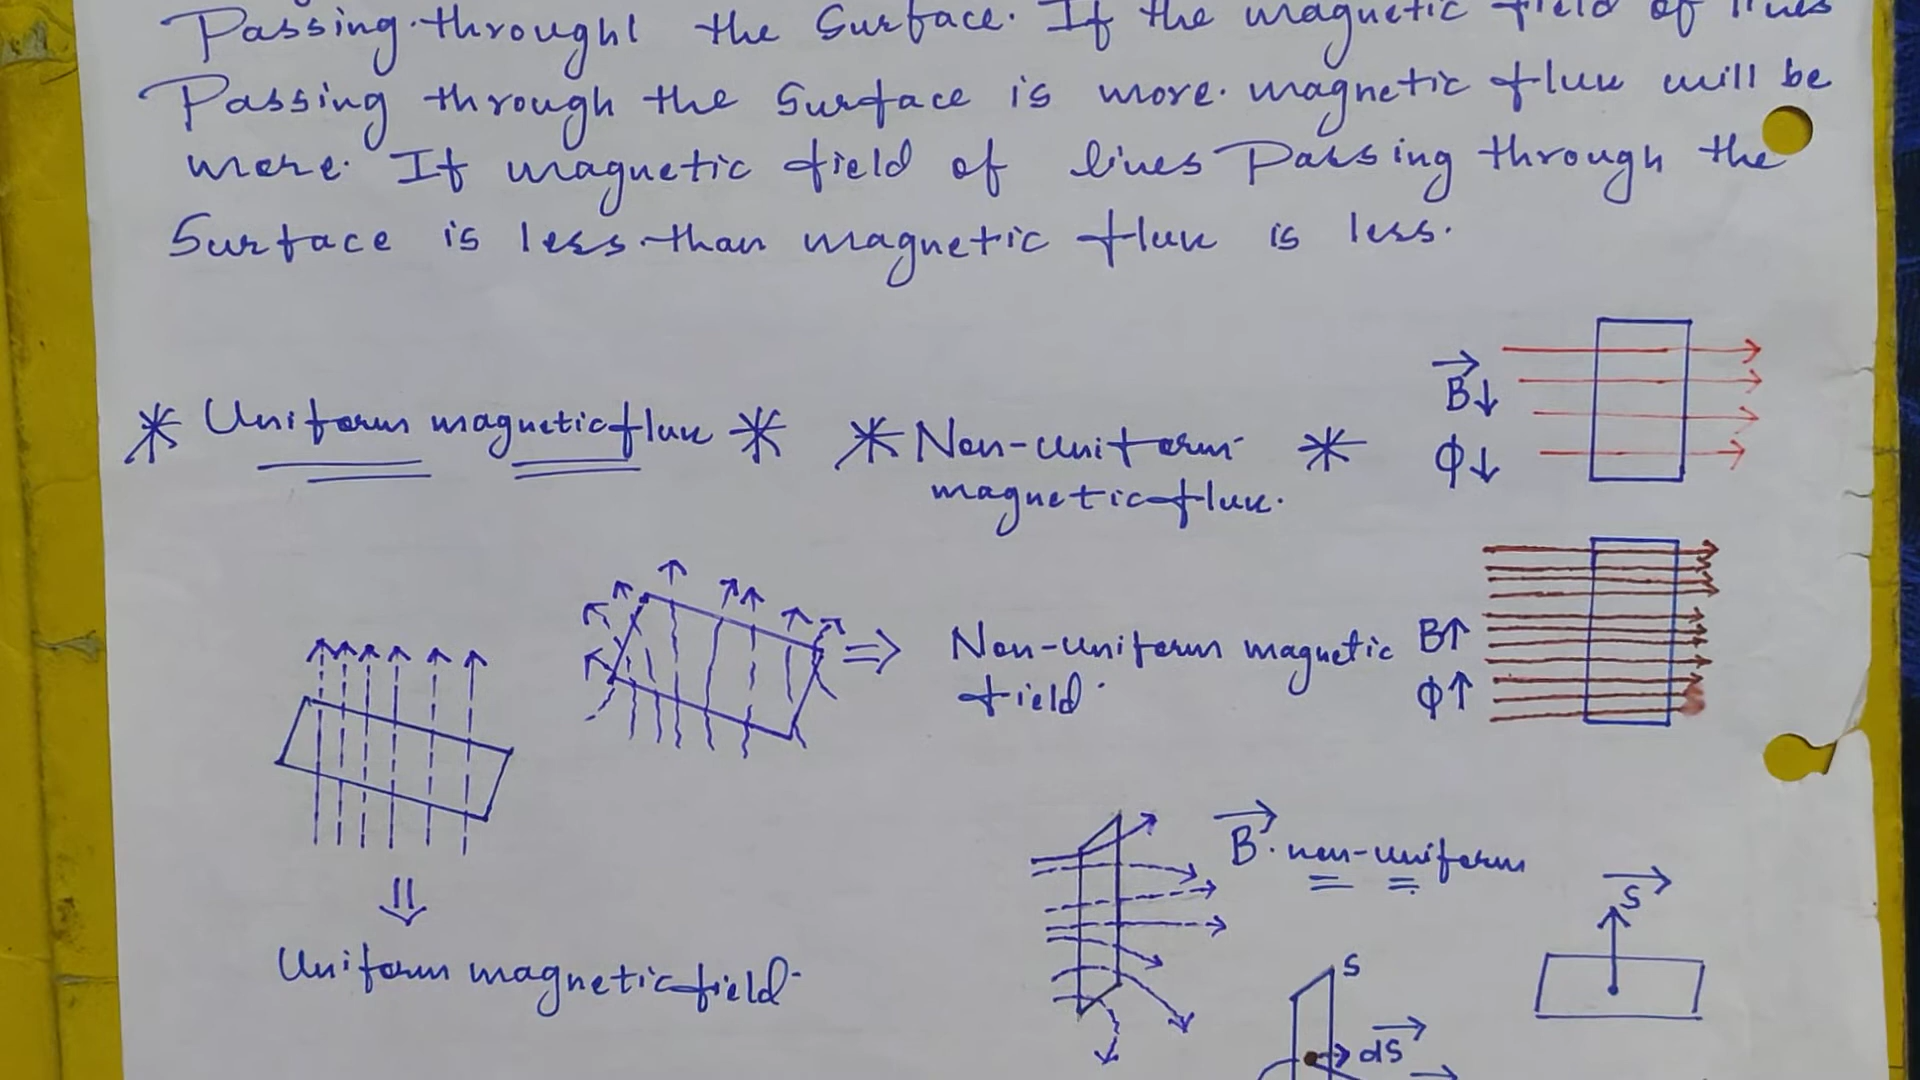 Passing throughl the Surface. If the magnetic field of lines
Passing through the Surface is more. magnetic flux will be
more. If magnetic field of lines Passing through the
Surface is less than magnetic flux is less.
* Uniform magnetic flux *
* Non-uniform *
magnetic flux.
B↓
Φ↓
Non-uniform magnetic
field.
B↑
Φ↑
Uniform magnetic field.
B. non-uniform
S
S
dS